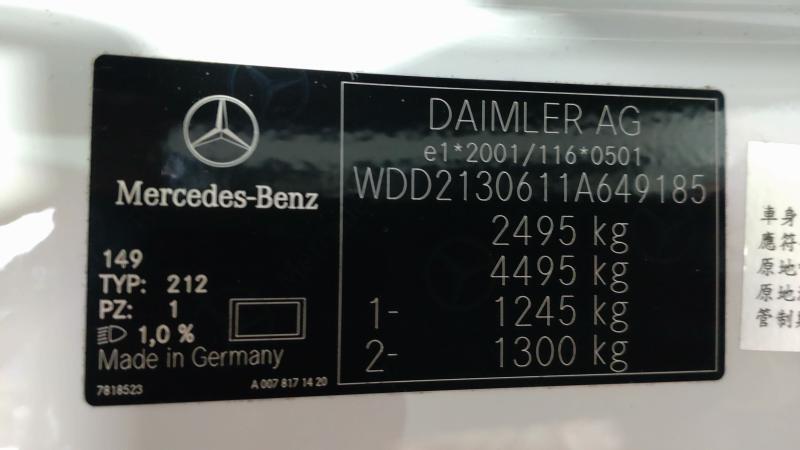 Mercedes-Benz
149
TYP: 212
PZ: 1
1,0 %
Made in Germany
7818523
A 007 817 14 20
DAIMLER AG
e1*2001/116*0501
WDD2130611A649185
2495 kg
4495 kg
1- 1245 kg
2- 1300 kg
車身
應符
原地
原地
管制